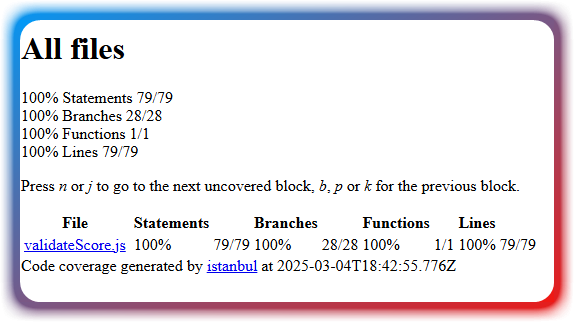 All files
100% Statements 79/79
100% Branches 28/28
100% Functions 1/1
100% Lines 79/79
Press n or j to go to the next uncovered block, b, p or k for the previous block.
File Statements Branches Functions Lines
validateScore.js 100% 79/79 100% 28/28 100% 1/1 100% 79/79
Code coverage generated by istanbul at 2025-03-04T18:42:55.776Z